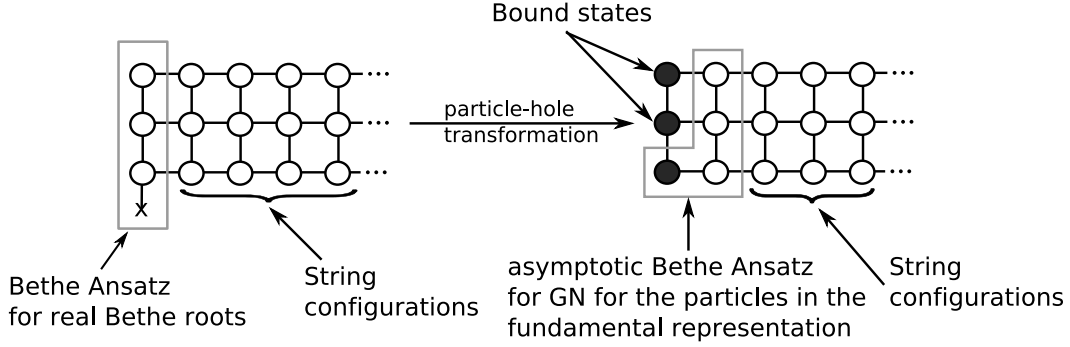 Bound states
particle-hole
transformation
x
Bethe Ansatz
for real Bethe roots
String
configurations
asymptotic Bethe Ansatz
for GN for the particles in the
fundamental representation
String
configurations